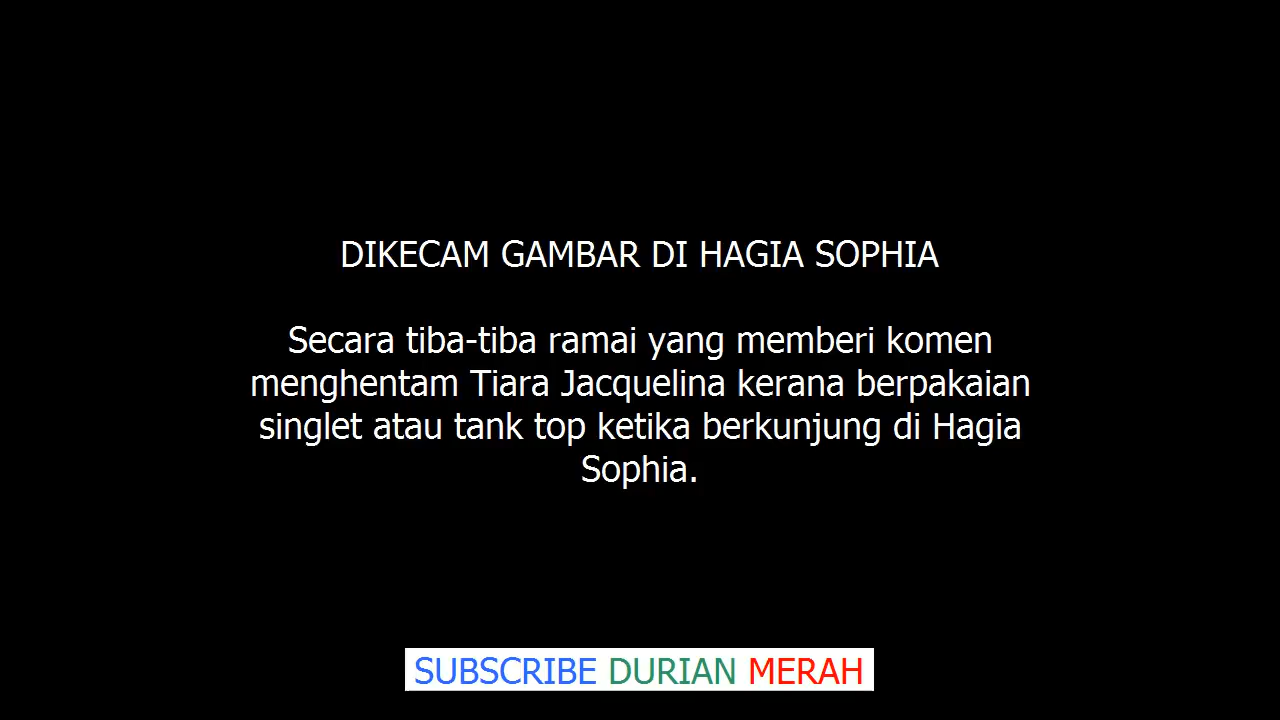 DIKECAM GAMBAR DI HAGIA SOPHIA
Secara tiba-tiba ramai yang memberi komen
menghentam Tiara Jacquelina kerana berpakaian
singlet atau tank top ketika berkunjung di Hagia
Sophia.
SUBSCRIBE DURIAN MERAH